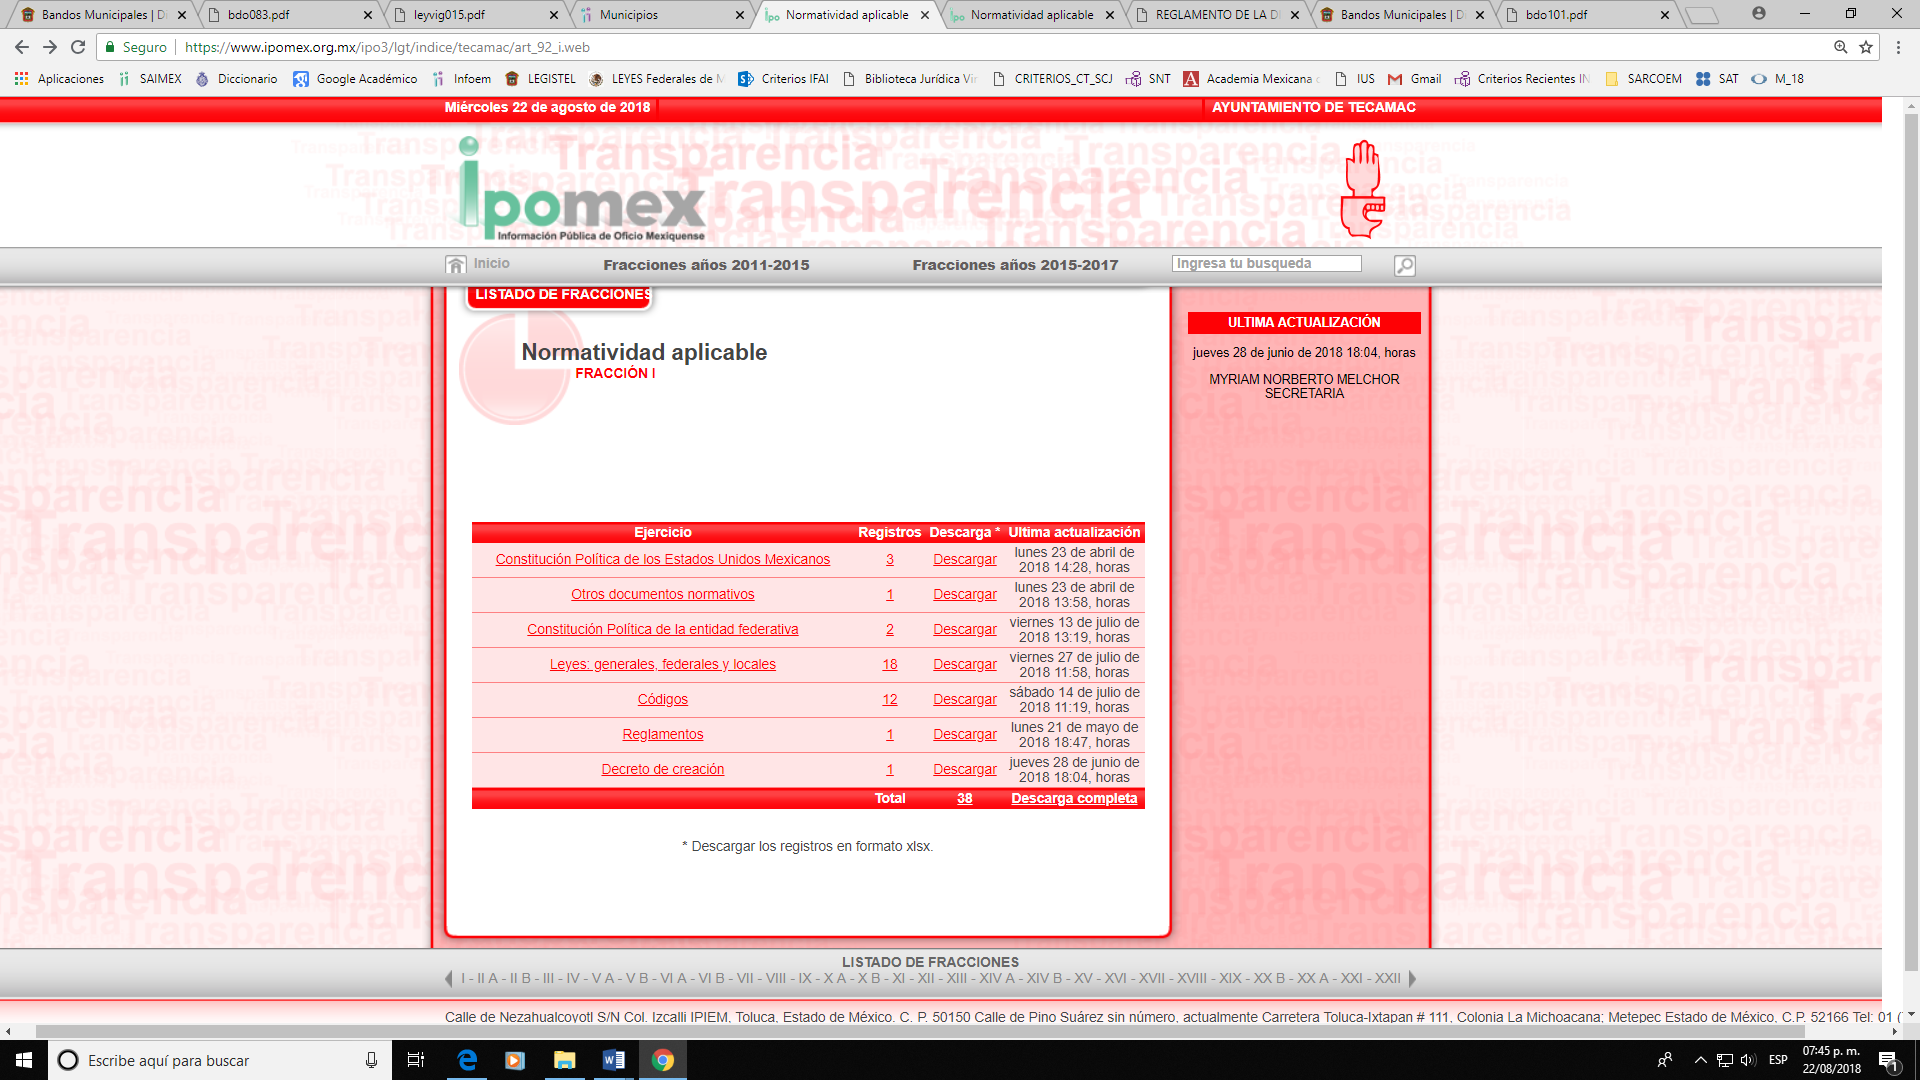 Bandos Municipales | D
bdo083.pdf
leyvig015.pdf
Municipios
Normatividad aplicable
Normatividad aplicable
REGLAMENTO DE LA D
Bandos Municipales | D
bdo101.pdf
Seguro
https://www.ipomex.org.mx/ipo3/lgt/indice/tecamac/art_92_i.web
Aplicaciones
SAIMEX
Diccionario
Google Académico
Infoem
LEGISTEL
LEYES Federales de M
Criterios IFAI
Biblioteca Jurídica Vir
CRITERIOS_CT_SCJ
SNT
Academia Mexicana
IUS
Gmail
Criterios Recientes IN
SARCOEM
SAT
M_18
Miércoles 22 de agosto de 2018
AYUNTAMIENTO DE TECAMAC
ipomex
Información Pública de Oficio Mexiquense
Transparencia
Inicio
Fracciones años 2011-2015
Fracciones años 2015-2017
Ingresa tu busqueda
LISTADO DE FRACCIONES
Normatividad aplicable
FRACCIÓN I
ULTIMA ACTUALIZACIÓN
jueves 28 de junio de 2018 18:04, horas
MYRIAM NORBERTO MELCHOR
SECRETARIA
Ejercicio Registros Descarga * Ultima actualización
Constitución Política de los Estados Unidos Mexicanos 3 Descargar lunes 23 de abril de
2018 14:28, horas
Otros documentos normativos 1 Descargar lunes 23 de abril de
2018 13:58, horas
Constitución Política de la entidad federativa 2 Descargar viernes 13 de julio de
2018 13:19, horas
Leyes: generales, federales y locales 18 Descargar viernes 27 de julio de
2018 11:58, horas
Códigos 12 Descargar sábado 14 de julio de
2018 11:19, horas
Reglamentos 1 Descargar lunes 21 de mayo de
2018 18:47, horas
Decreto de creación 1 Descargar jueves 28 de junio de
2018 18:04, horas
Total 38 Descarga completa
* Descargar los registros en formato xlsx.
LISTADO DE FRACCIONES
I - II A - II B - III - IV - V A - V B - VI A - VI B - VII - VIII - IX - X A - X B - XI - XII - XIII - XIV A - XIV B - XV - XVI - XVII - XVIII - XIX - XX B - XX A - XXI - XXII
Calle de Nezahualcoyotl S/N Col. Izcalli IPIEM, Toluca, Estado de México. C. P. 50150 Calle de Pino Suárez sin número, actualmente Carretera Toluca-Ixtapan # 111, Colonia La Michoacana; Metepec Estado de México, C.P. 52166 Tel: 01 (
Escribe aquí para buscar
ESP
07:45 p. m.
22/08/2018
1